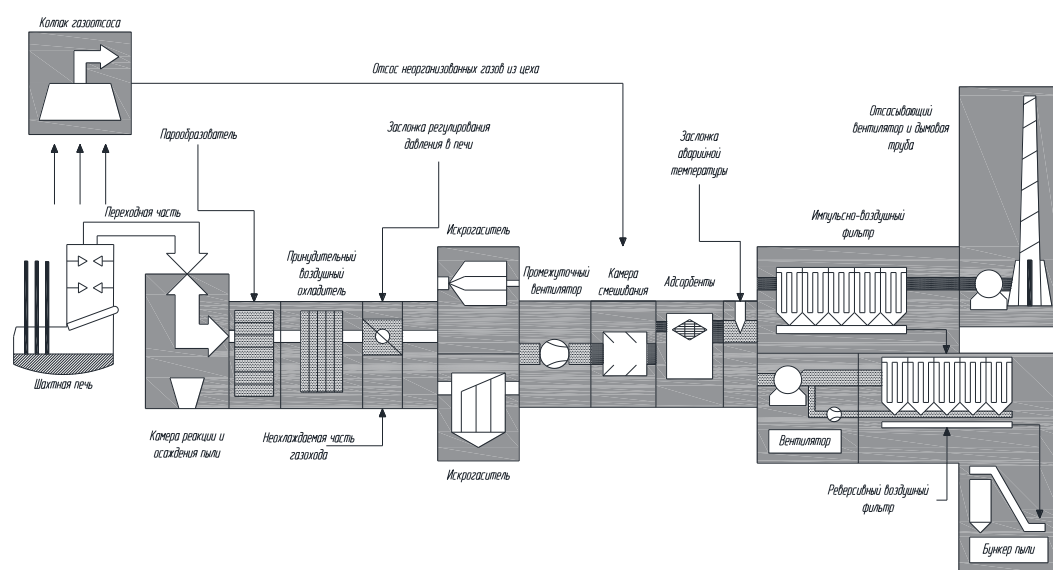 Колпак газоотсоса
Отсос неорганизованных газов из цеха
Парообразователь
Заслонка регулирования
давления в печи
Заслонка
аварийной
температуры
Отсасывающий
вентилятор и дымовая
труба
Переходная часть
Искрогаситель
Импульсно-воздушный
фильтр
Принудительный
воздушный
охладитель
Промежуточный
вентилятор
Камера
смешивания
Адсорбенты
Шахтная печь
Камера реакции и
осаждения пыли
Неохлаждаемая часть
газохода
Искрогаситель
Вентилятор
Реверсивный воздушный
фильтр
Бункер пыли